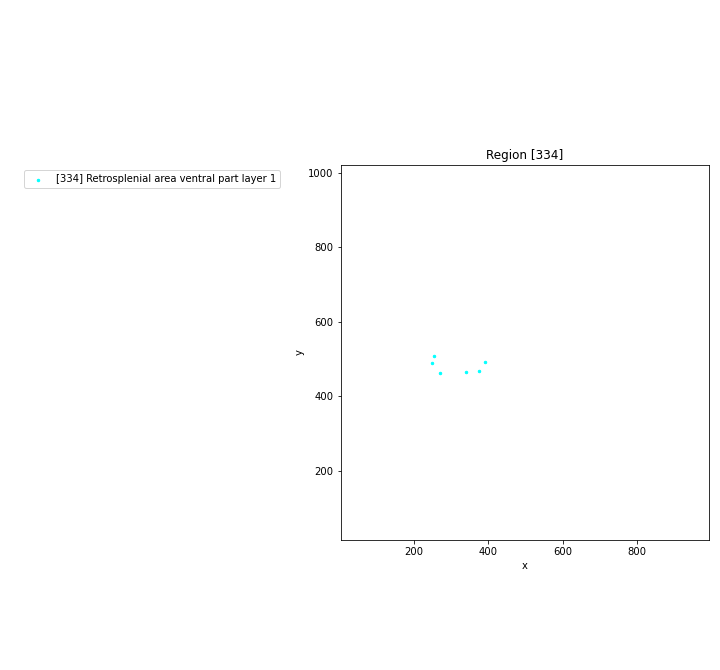 Region [334]
[334] Retrosplenial area ventral part layer 1
1000
800
600
400
200
y
200 400 600 800
x